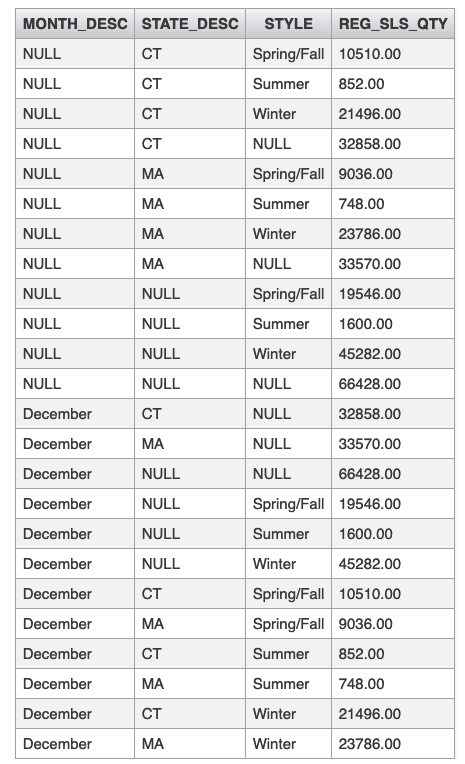 MONTH_DESC STATE_DESC STYLE REG_SLS_QTY
NULL CT Spring/Fall 10510.00
NULL CT Summer 852.00
NULL CT Winter 21496.00
NULL CT NULL 32858.00
NULL MA Spring/Fall 9036.00
NULL MA Summer 748.00
NULL MA Winter 23786.00
NULL MA NULL 33570.00
NULL NULL Spring/Fall 19546.00
NULL NULL Summer 1600.00
NULL NULL Winter 45282.00
NULL NULL NULL 66428.00
December CT NULL 32858.00
December MA NULL 33570.00
December NULL NULL 66428.00
December NULL Spring/Fall 19546.00
December NULL Summer 1600.00
December NULL Winter 45282.00
December CT Spring/Fall 10510.00
December MA Spring/Fall 9036.00
December CT Summer 852.00
December MA Summer 748.00
December CT Winter 21496.00
December MA Winter 23786.00